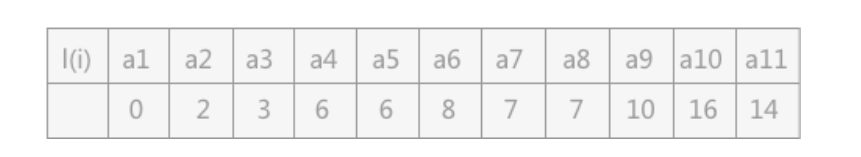 l(i) a1 a2 a3 a4 a5 a6 a7 a8 a9 a10 a11
0 2 3 6 6 8 7 7 10 16 14